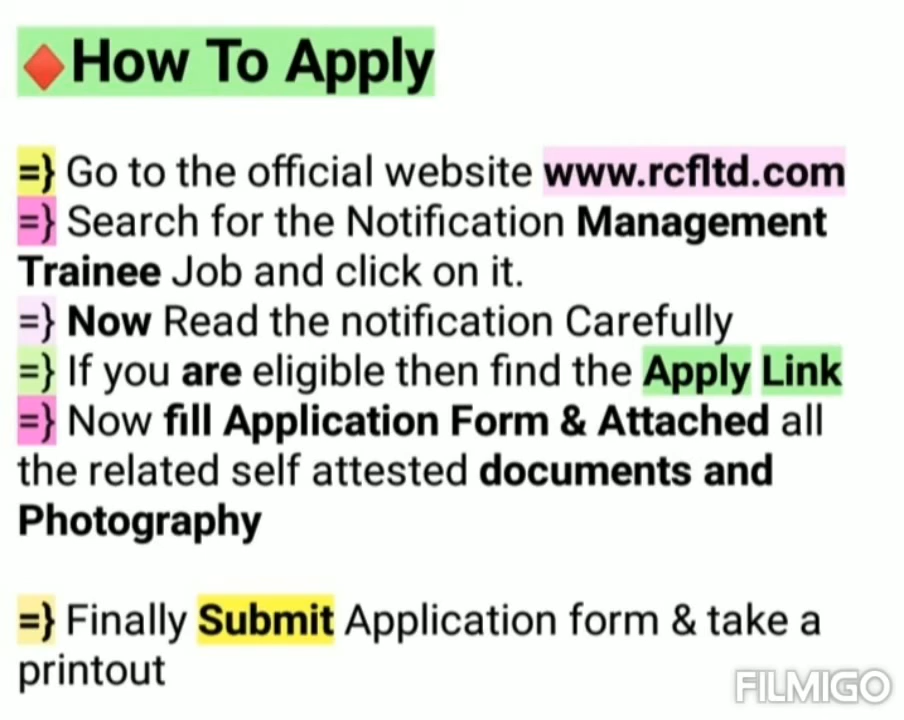 ♦How To Apply
=} Go to the official website www.rcfltd.com
=} Search for the Notification Management
Trainee Job and click on it.
=} Now Read the notification Carefully
=} If you are eligible then find the Apply Link
=} Now fill Application Form & Attached all
the related self attested documents and
Photography
=} Finally Submit Application form & take a
printout
FILMIGO